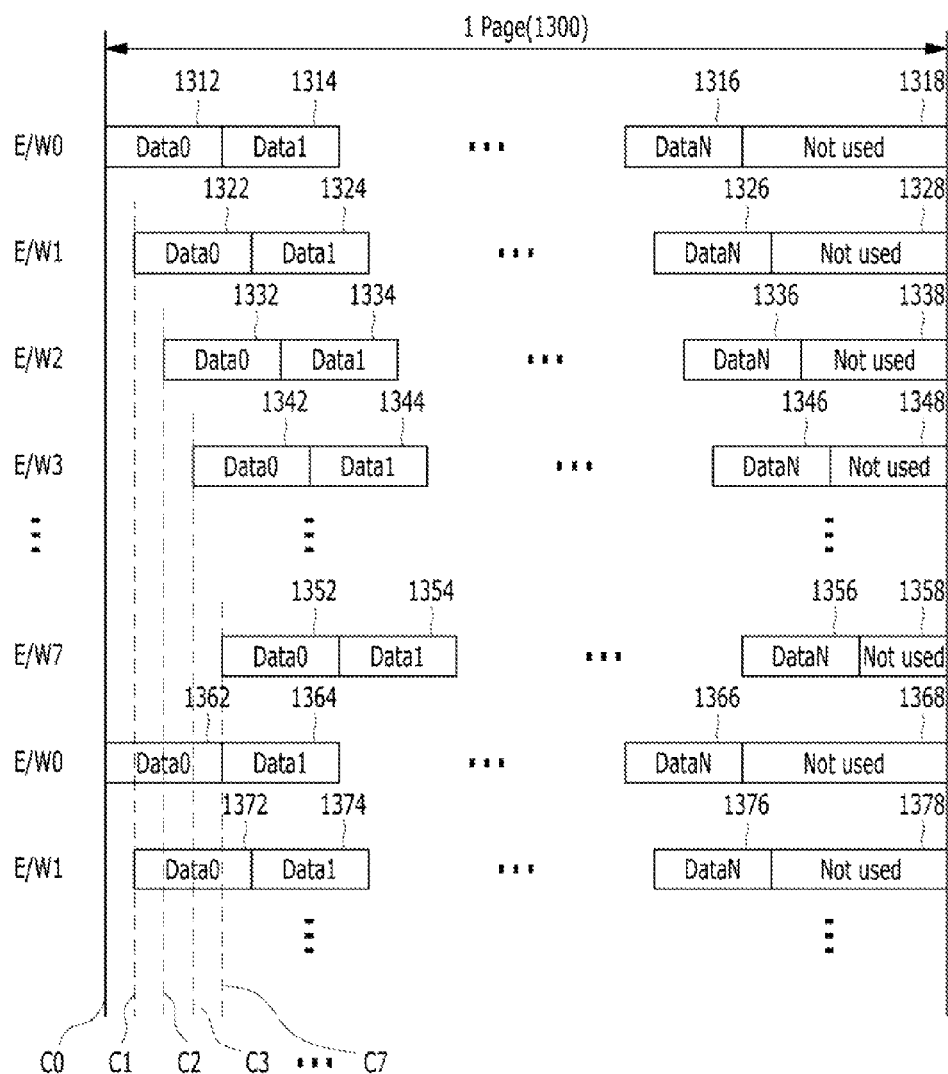 1 Page(1300)
1312 1314 1316 1318
E/W0 Data0 Data1 ... DataN Not used
1322 1324 1326 1328
E/W1 Data0 Data1 ... DataN Not used
1332 1334 1336 1338
E/W2 Data0 Data1 ... DataN Not used
1342 1344 1346 1348
E/W3 Data0 Data1 ... DataN Not used
1352 1354 1356 1358
E/W7 Data0 Data1 ... DataN Not used
1362 1364 1366 1368
E/W0 Data0 Data1 ... DataN Not used
1372 1374 1376 1378
E/W1 Data0 Data1 ... DataN Not used
C0 C1 C2 C3 ... C7